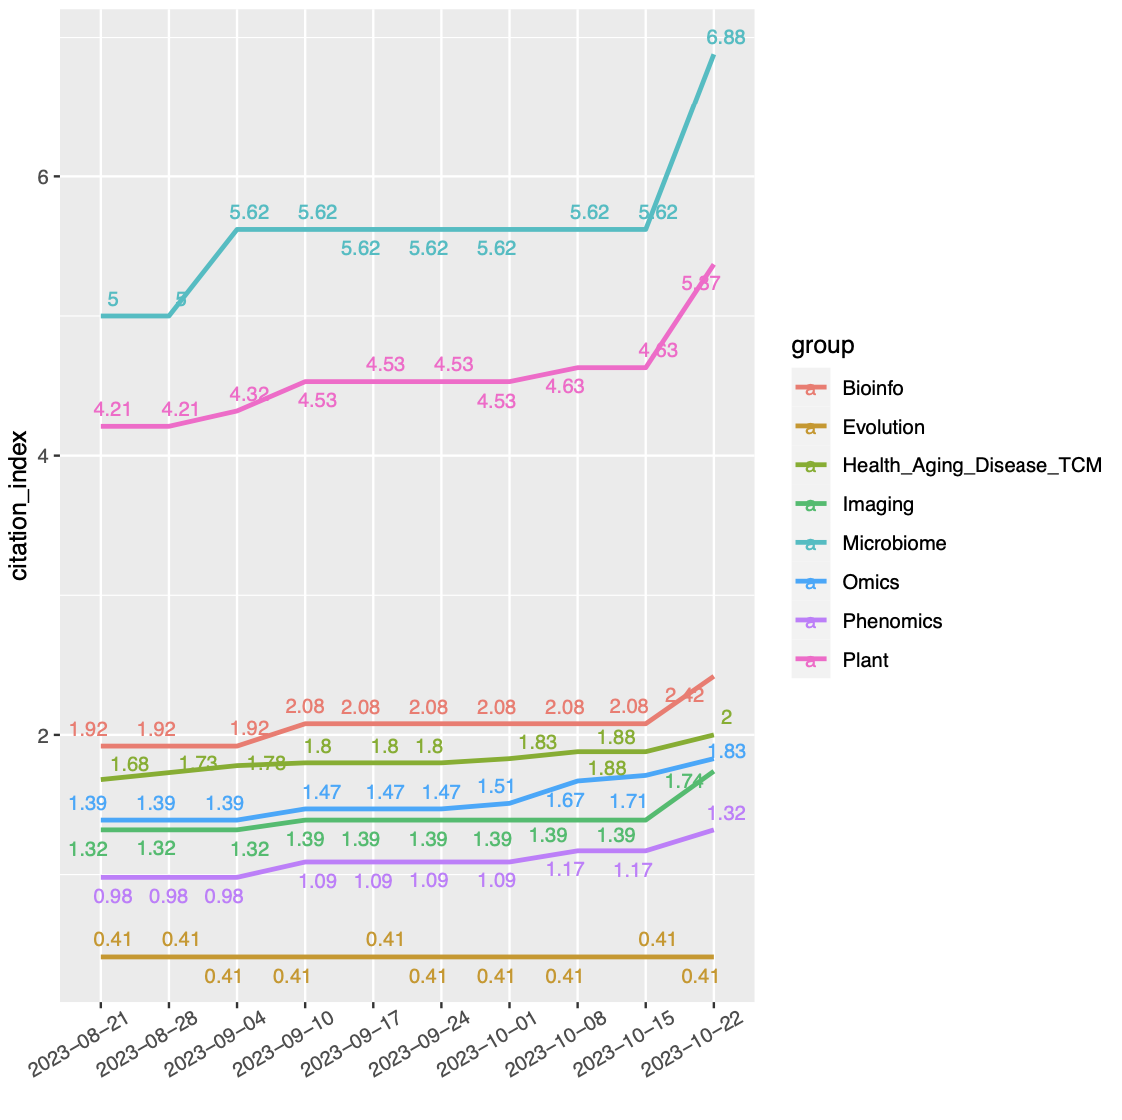 6.88
6
5.62 5.62 5.62 5.62
5.62 5.62 5.62
5 5
5.37
4.53 4.53 4.63
4.21 4.21 4.32 4.53 4.53 4.63
4
citation_index
2.42
2.08 2.08 2.08 2.08 2.08 2.08
1.92 1.92 1.92
2
2
1.8 1.8 1.8 1.83 1.88
1.68 1.73 1.78 1.88 1.83
1.39 1.39 1.39 1.47 1.47 1.47 1.51 1.67 1.71 1.74
1.32 1.32 1.32 1.39 1.39 1.39 1.39 1.39 1.39
1.32
0.98 0.98 0.98 1.09 1.09 1.09 1.09 1.17 1.17
0.41 0.41 0.41 0.41
0.41 0.41 0.41 0.41 0.41 0.41
2023−08−21
2023−08−28
2023−09−04
2023−09−10
2023−09−17
2023−09−24
2023−10−01
2023−10−08
2023−10−15
2023−10−22
group
a Bioinfo
a Evolution
a Health_Aging_Disease_TCM
a Imaging
a Microbiome
a Omics
a Phenomics
a Plant